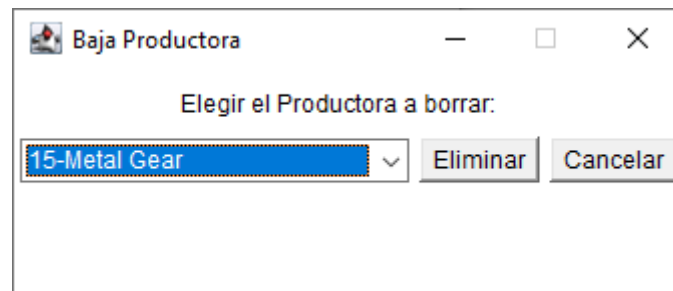 Baja Productora
Elegir el Productora a borrar:
15-Metal Gear Eliminar Cancelar